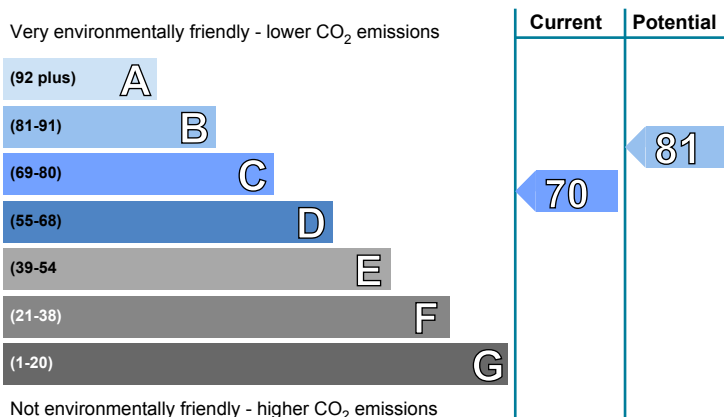 Very environmentally friendly - lower CO2 emissions
Current
Potential
(92 plus) A
(81-91) B
(69-80) C
(55-68) D
(39-54 E
(21-38) F
(1-20) G
70
81
Not environmentally friendly - higher CO2 emissions